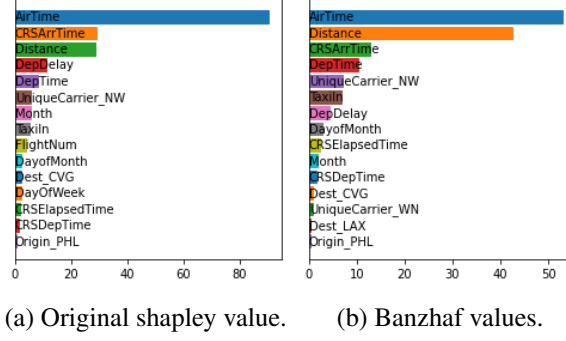 AirTime
CRSArrTime
Distance
DepDelay
DepTime
UniqueCarrier_NW
Month
TaxiIn
FlightNum
DayofMonth
Dest_CVG
DayOfWeek
CRSElapsedTime
CRSDepTime
Origin_PHL
0 20 40 60 80
(a) Original shapley value.
AirTime
Distance
CRSArrTime
DepTime
UniqueCarrier_NW
TaxiIn
DepDelay
DayofMonth
CRSElapsedTime
Month
CRSDepTime
Dest_CVG
UniqueCarrier_WN
Dest_LAX
Origin_PHL
0 10 20 30 40 50
(b) Banzhaf values.